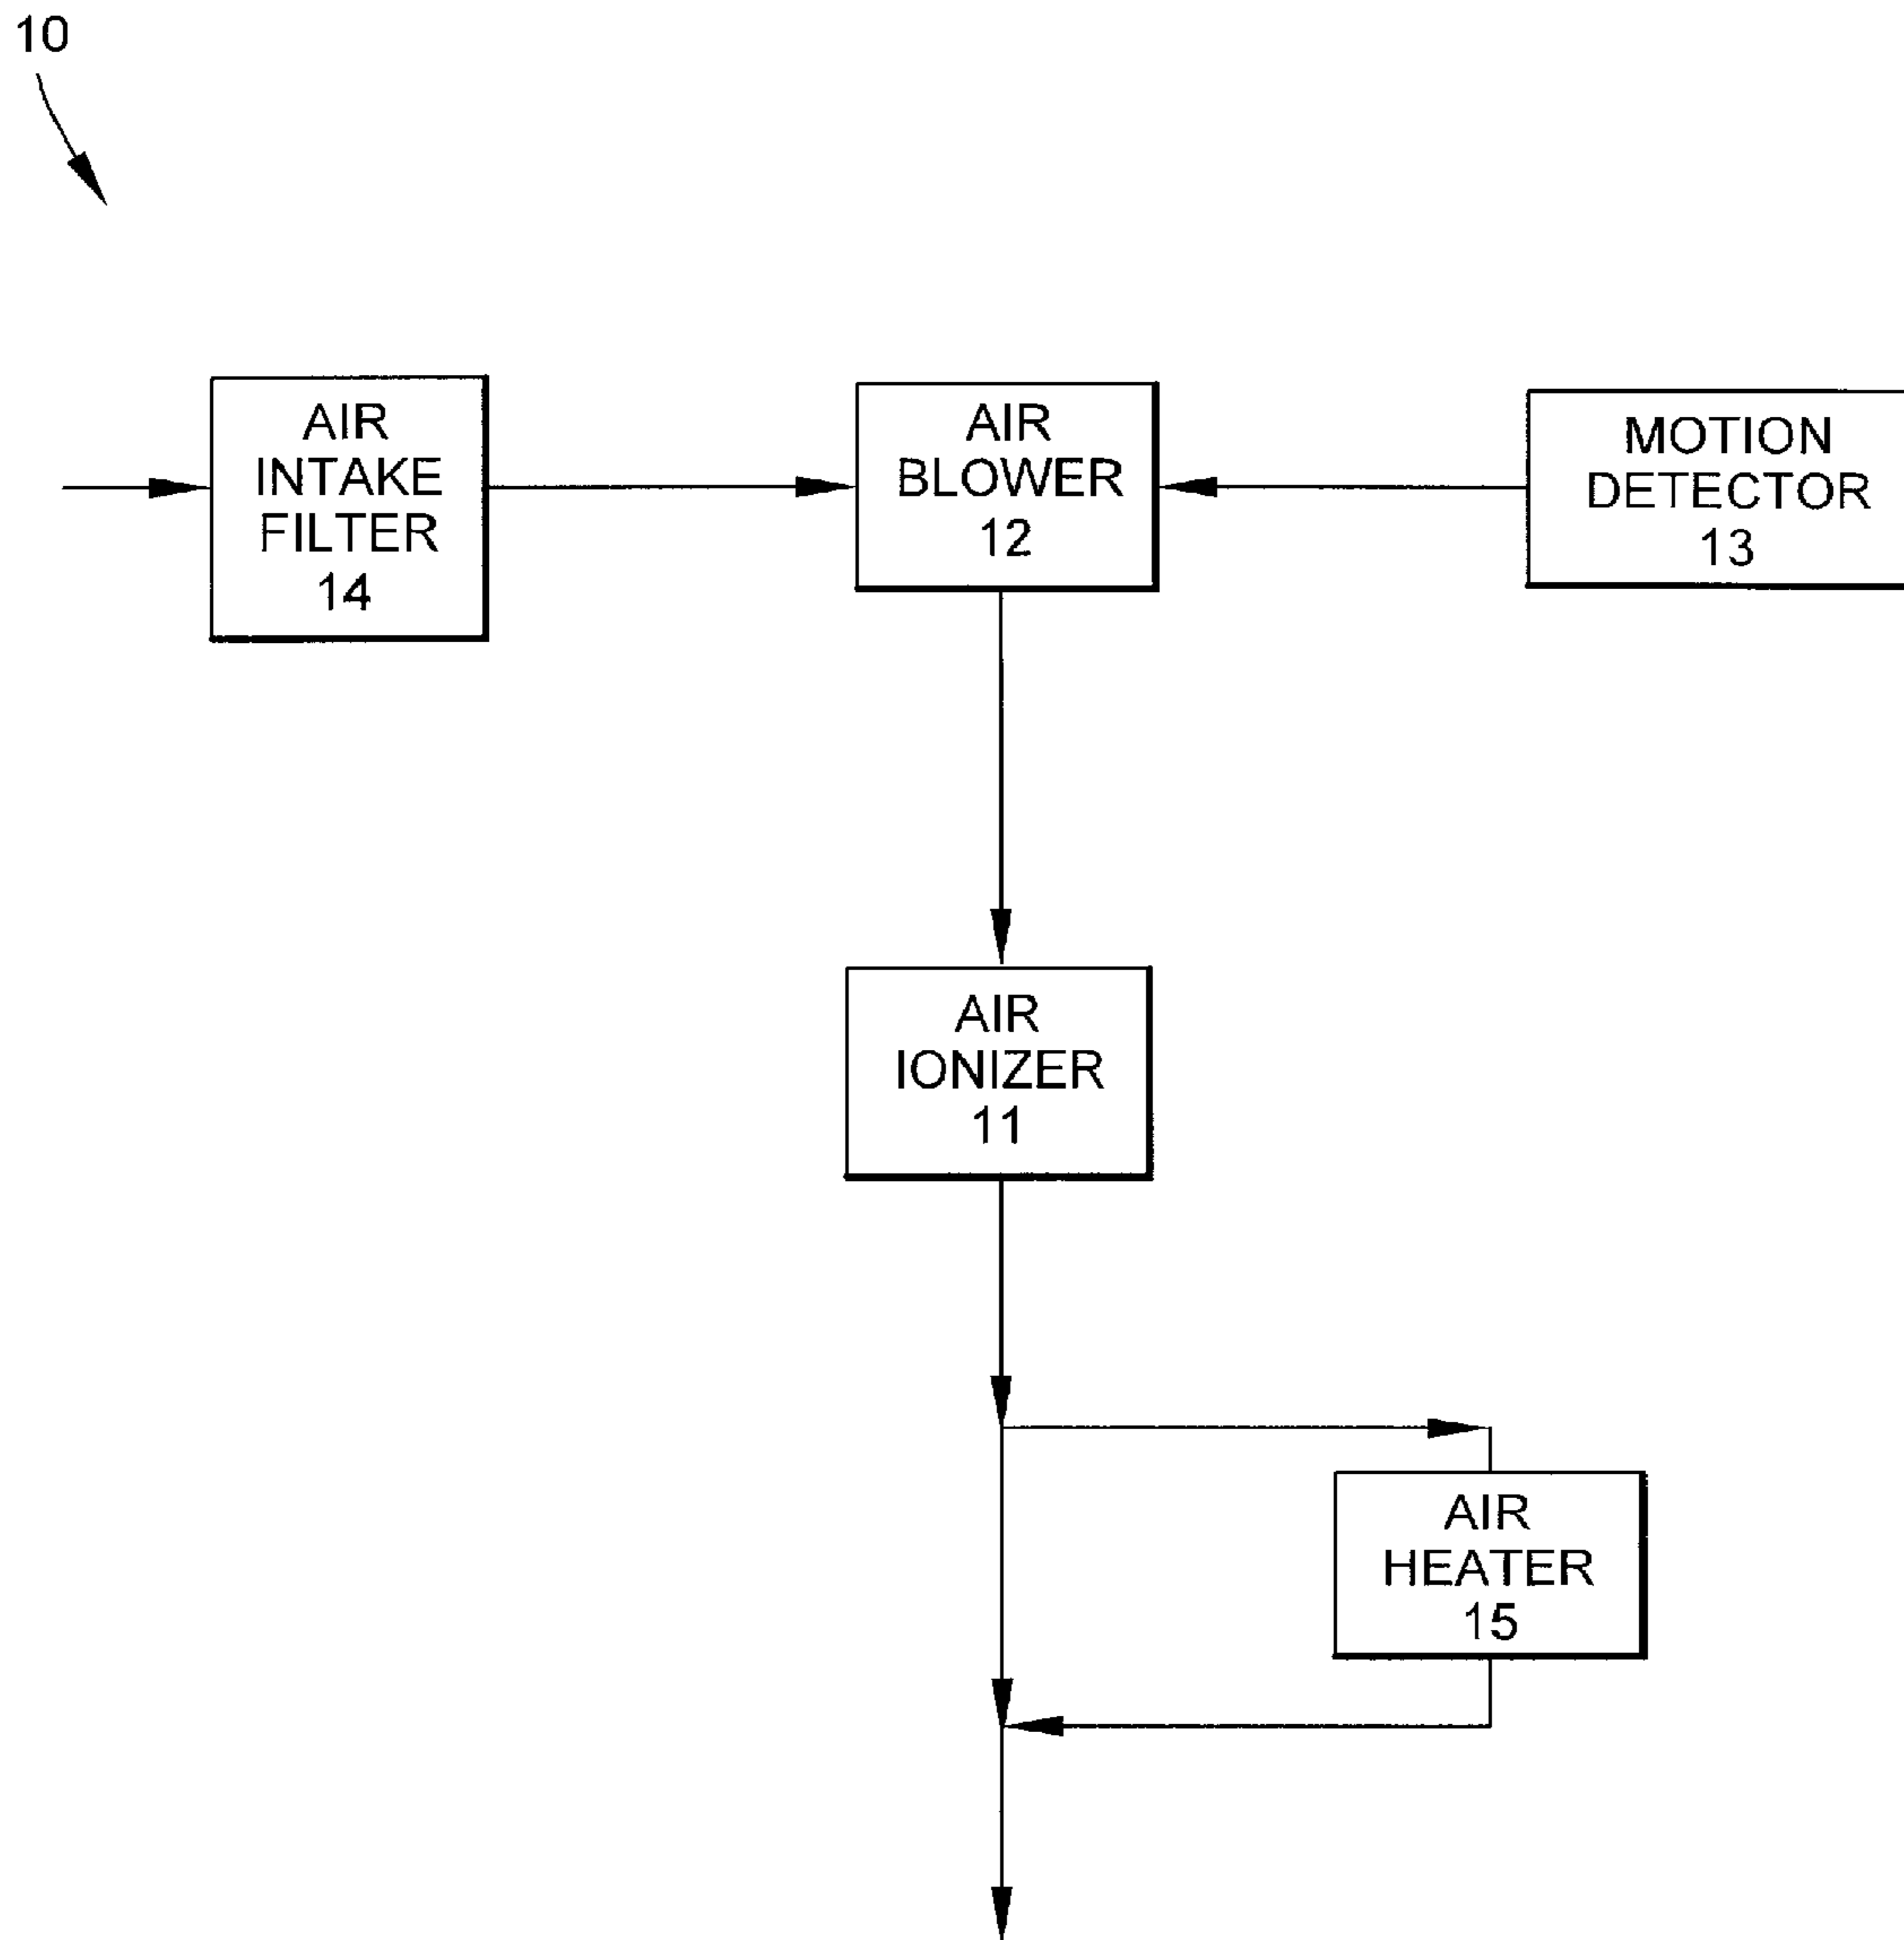 10
AIR
INTAKE
FILTER
14
AIR
BLOWER
12
MOTION
DETECTOR
13
AIR
IONIZER
11
AIR
HEATER
15